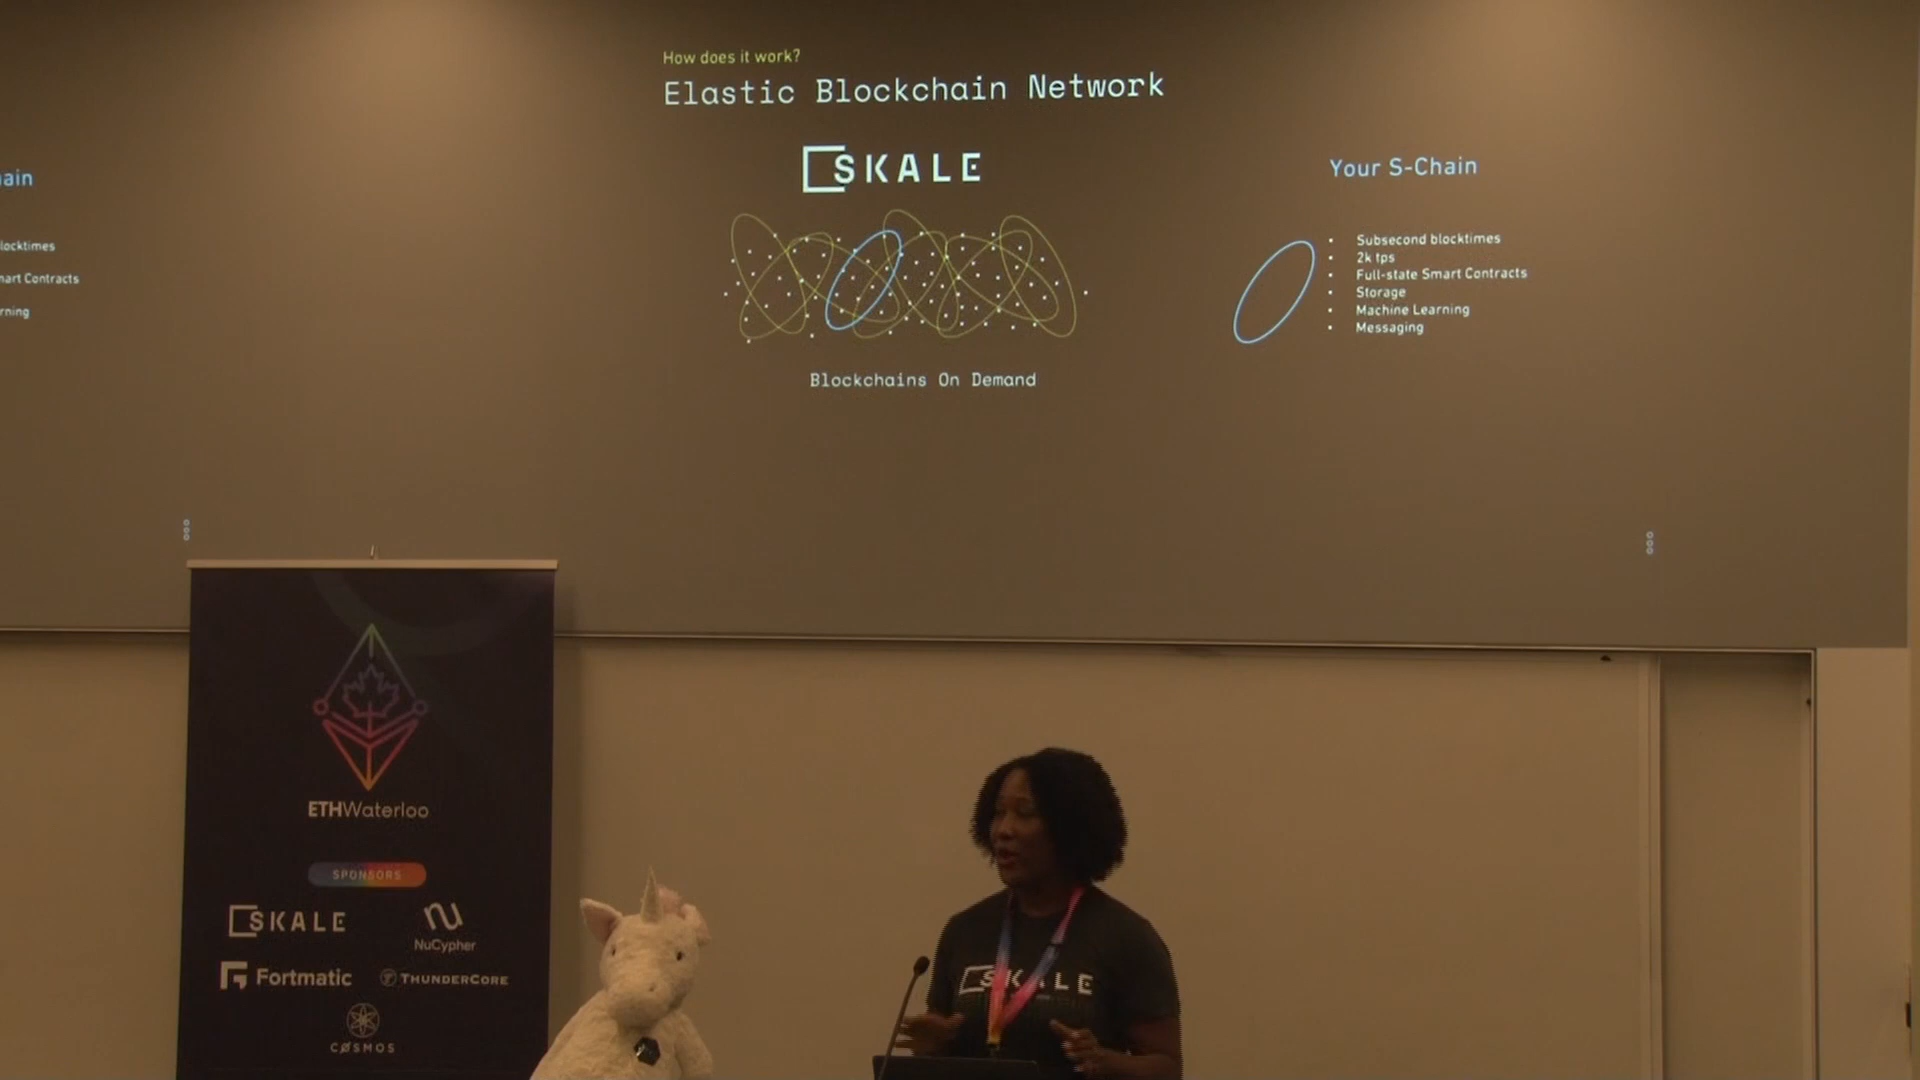 How does it work?
Elastic Blockchain Network
SKALE
Blockchains On Demand
Your S-Chain
Subsecond blocktimes
2k tps
Full-state Smart Contracts
Storage
Machine Learning
Messaging
ain
locktimes
mart Contracts
rning
ETHWaterloo
SPONSORS
SKALE
NuCypher
Fortmatic
THUNDERCORE
COSMOS
SKALE